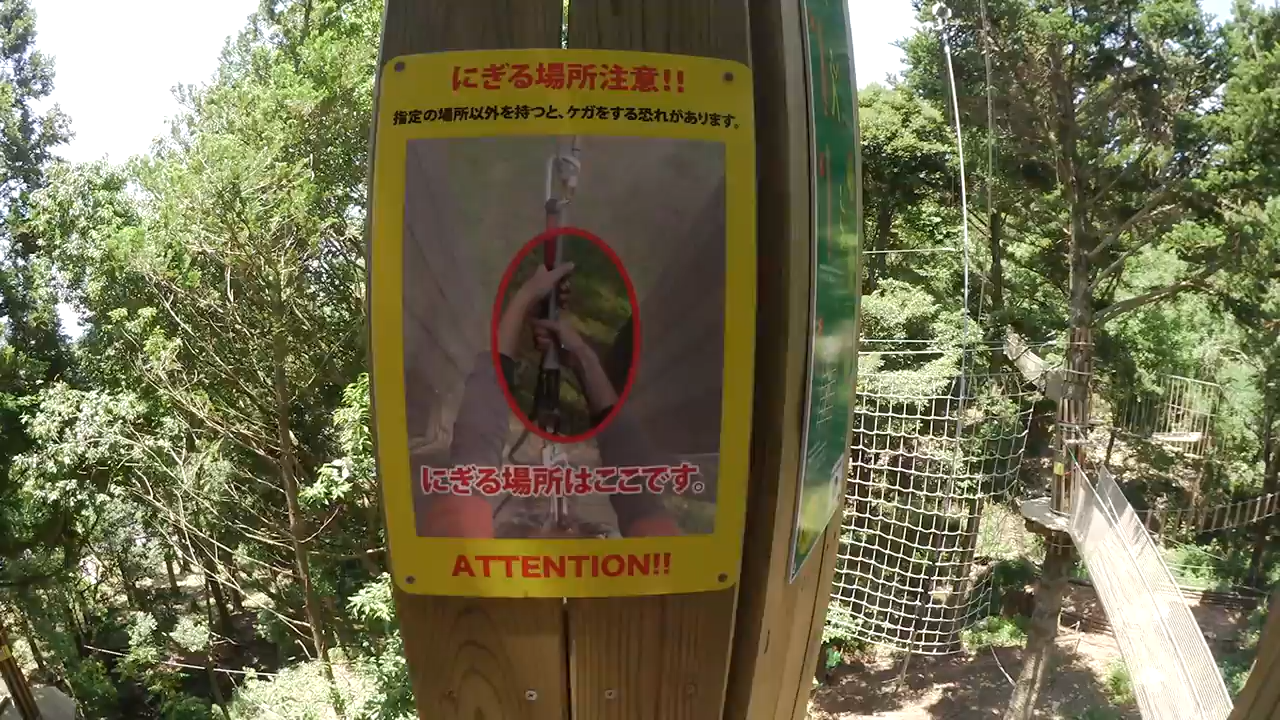 にぎる場所注意!!
指定の場所以外を持つと、ケガをする恐れがあります。
にぎる場所はここです。
ATTENTION!!